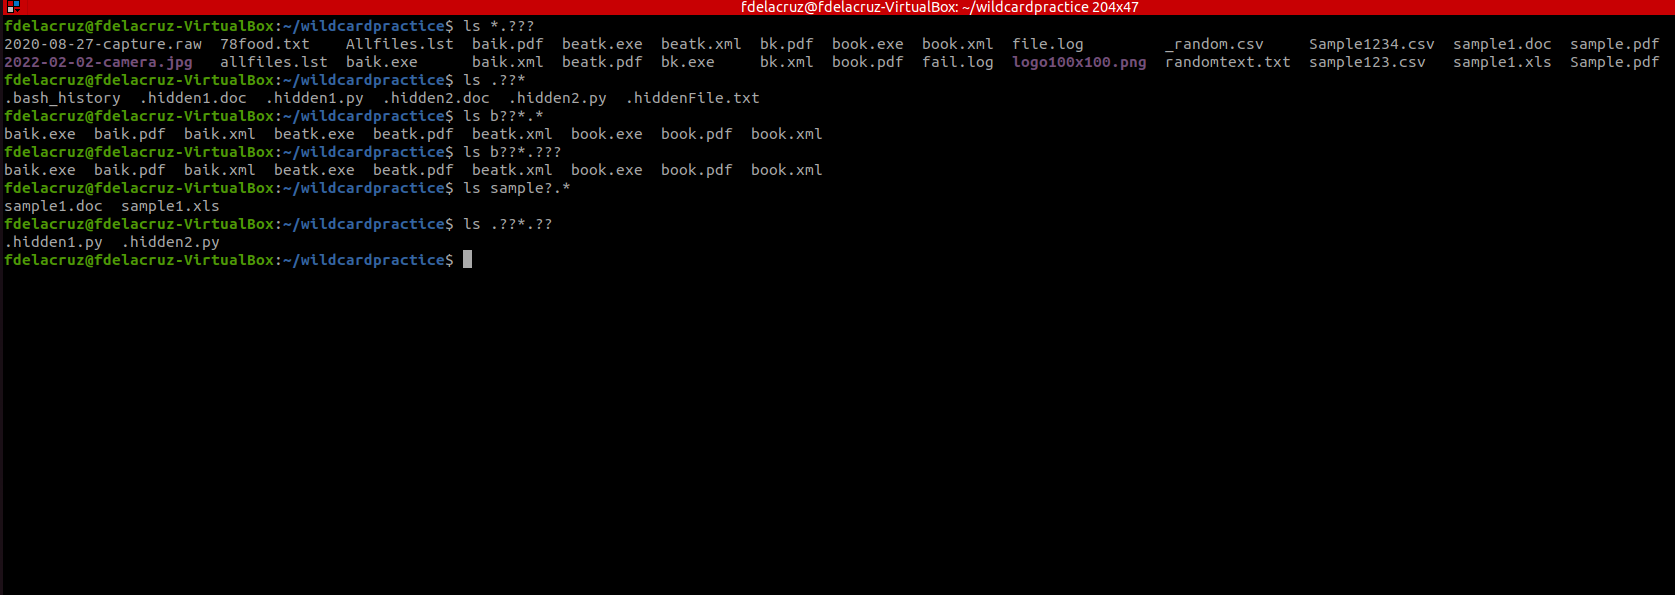 fdelacruz@fdelacruz-VirtualBox: ~/wildcardpractice 204x47
fdelacruz@fdelacruz-VirtualBox:~/wildcardpractice$ ls *.???
2020-08-27-capture.raw  78food.txt    Allfiles.lst  baik.pdf  beatk.exe  beatk.xml  bk.pdf  book.exe  book.xml  file.log         _random.csv     Sample1234.csv  sample1.doc  sample.pdf
2022-02-02-camera.jpg   allfiles.lst  baik.exe      baik.xml  beatk.pdf  bk.exe     bk.xml  book.pdf  fail.log  logo100x100.png  randomtext.txt  sample123.csv   sample1.xls  Sample.pdf
fdelacruz@fdelacruz-VirtualBox:~/wildcardpractice$ ls .??*
.bash_history  .hidden1.doc  .hidden1.py  .hidden2.doc  .hidden2.py  .hiddenFile.txt
fdelacruz@fdelacruz-VirtualBox:~/wildcardpractice$ ls b??*.*
baik.exe  baik.pdf  baik.xml  beatk.exe  beatk.pdf  beatk.xml  book.exe  book.pdf  book.xml
fdelacruz@fdelacruz-VirtualBox:~/wildcardpractice$ ls b??*.???
baik.exe  baik.pdf  baik.xml  beatk.exe  beatk.pdf  beatk.xml  book.exe  book.pdf  book.xml
fdelacruz@fdelacruz-VirtualBox:~/wildcardpractice$ ls sample?.*
sample1.doc  sample1.xls
fdelacruz@fdelacruz-VirtualBox:~/wildcardpractice$ ls .??*.??
.hidden1.py  .hidden2.py
fdelacruz@fdelacruz-VirtualBox:~/wildcardpractice$